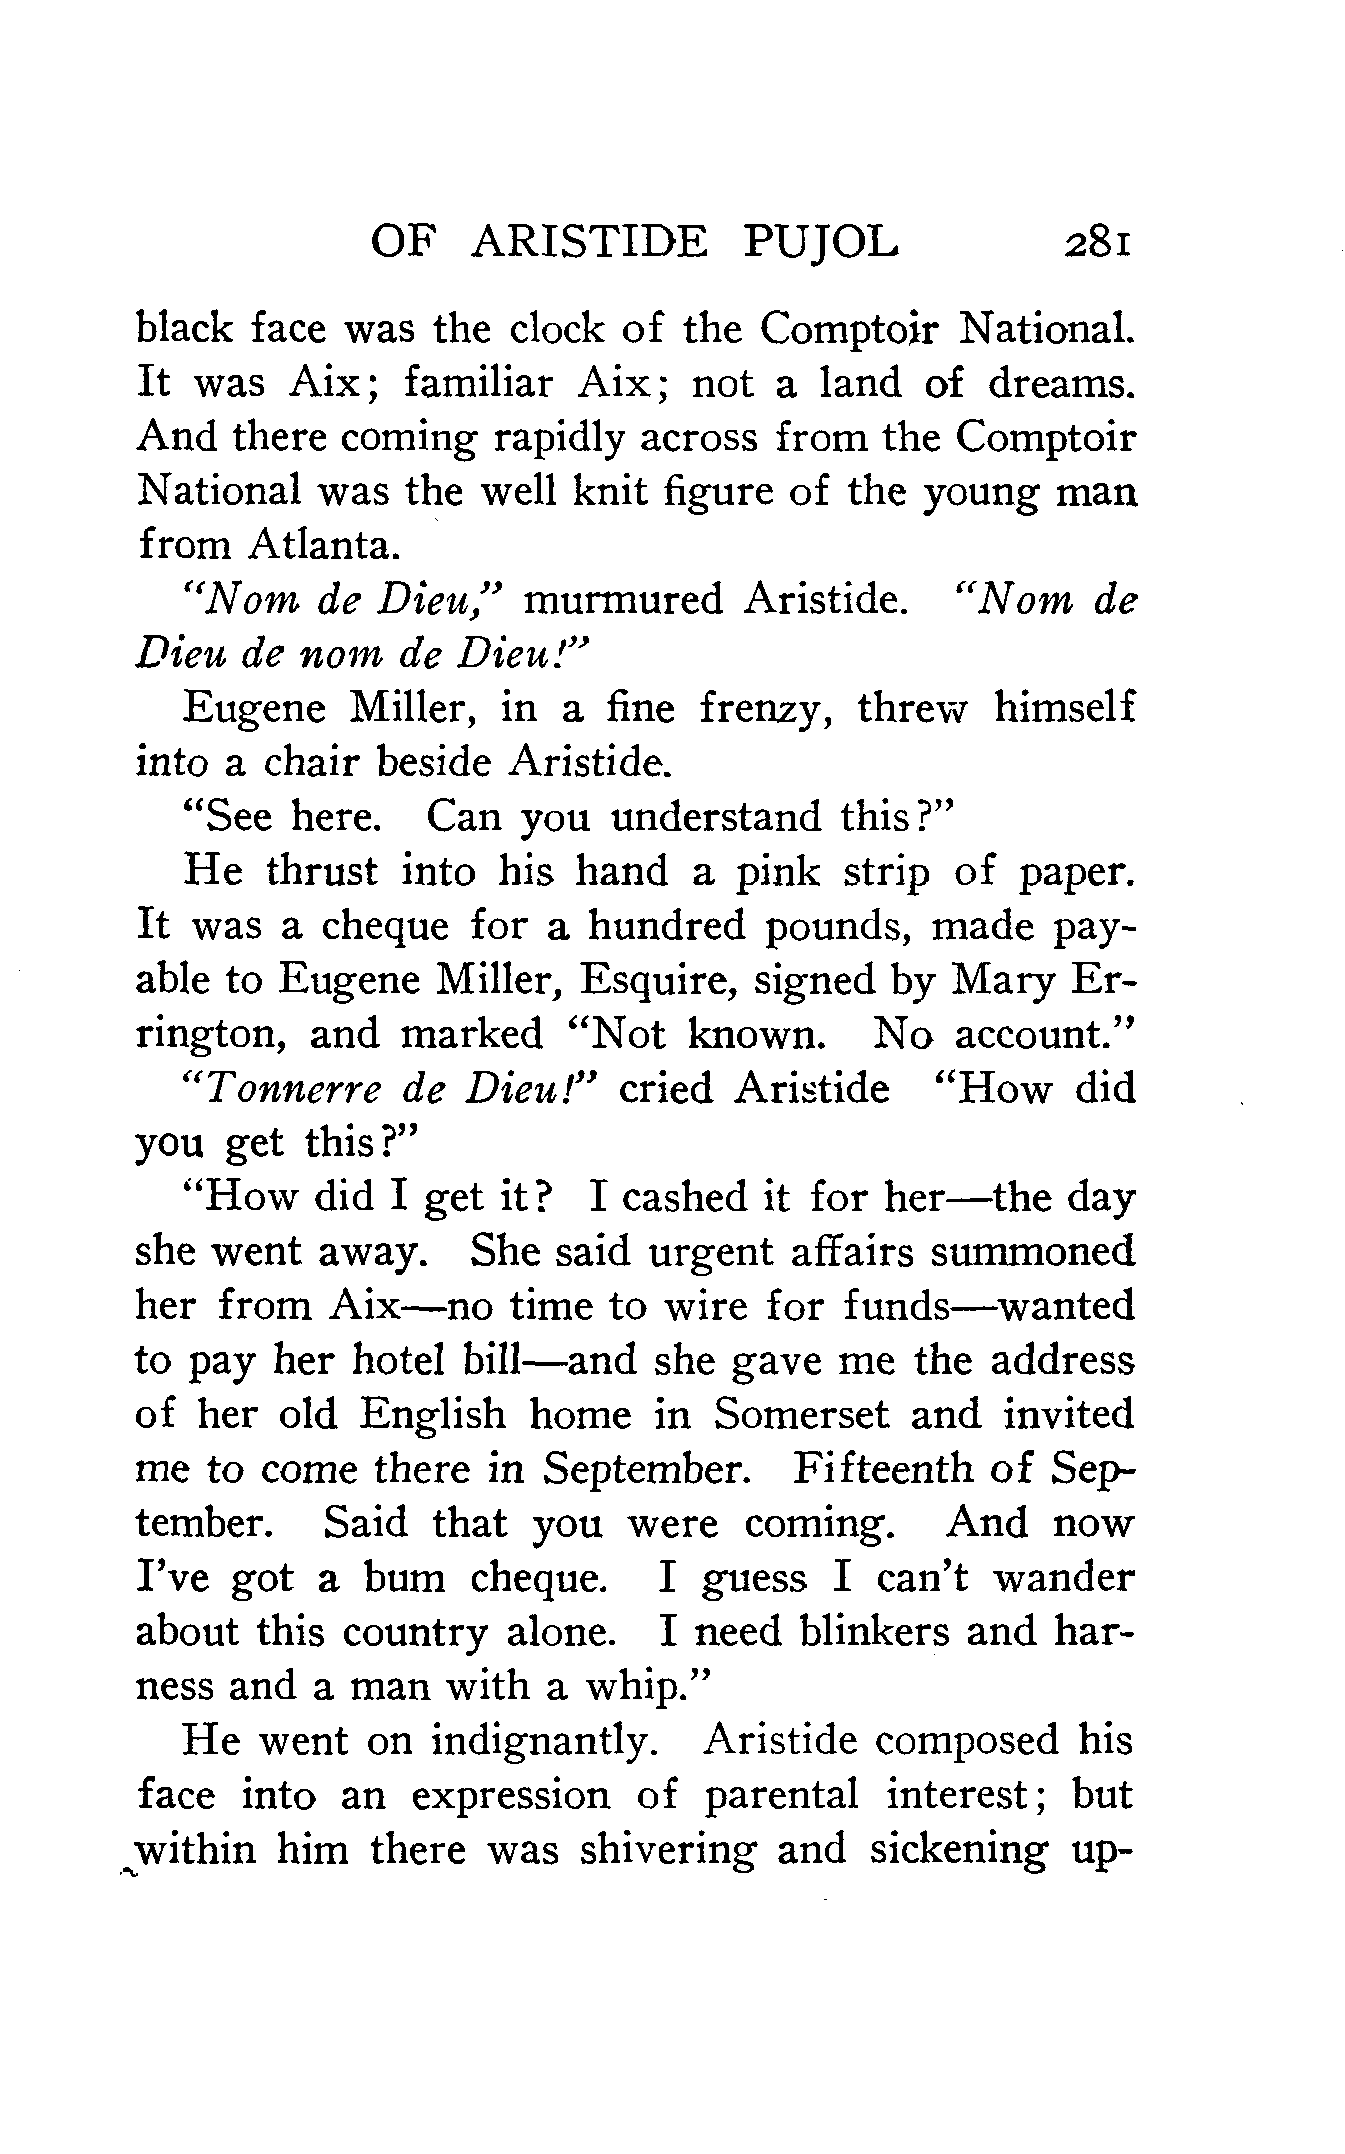 OF ARISTIDE PUJOL 281
black face was the clock of the Comptoir National.
It was Aix; familiar Aix; not a land of dreams.
And there coming rapidly across from the Comptoir
National was the well knit figure of the young man
from Atlanta.
"Nom de Dieu," murmured Aristide. "Nom de
Dieu de nom de Dieu!"
Eugene Miller, in a fine frenzy, threw himself
into a chair beside Aristide.
"See here. Can you understand this?"
He thrust into his hand a pink strip of paper.
It was a cheque for a hundred pounds, made pay-
able to Eugene Miller, Esquire, signed by Mary Er-
rington, and marked "Not known. No account."
"Tonnerre de Dieu!" cried Aristide "How did
you get this?"
"How did I get it? I cashed it for her—the day
she went away. She said urgent affairs summoned
her from Aix—no time to wire for funds—wanted
to pay her hotel bill—and she gave me the address
of her old English home in Somerset and invited
me to come there in September. Fifteenth of Sep-
tember. Said that you were coming. And now
I've got a bum cheque. I guess I can't wander
about this country alone. I need blinkers and har-
ness and a man with a whip."
He went on indignantly. Aristide composed his
face into an expression of parental interest; but
within him there was shivering and sickening up-